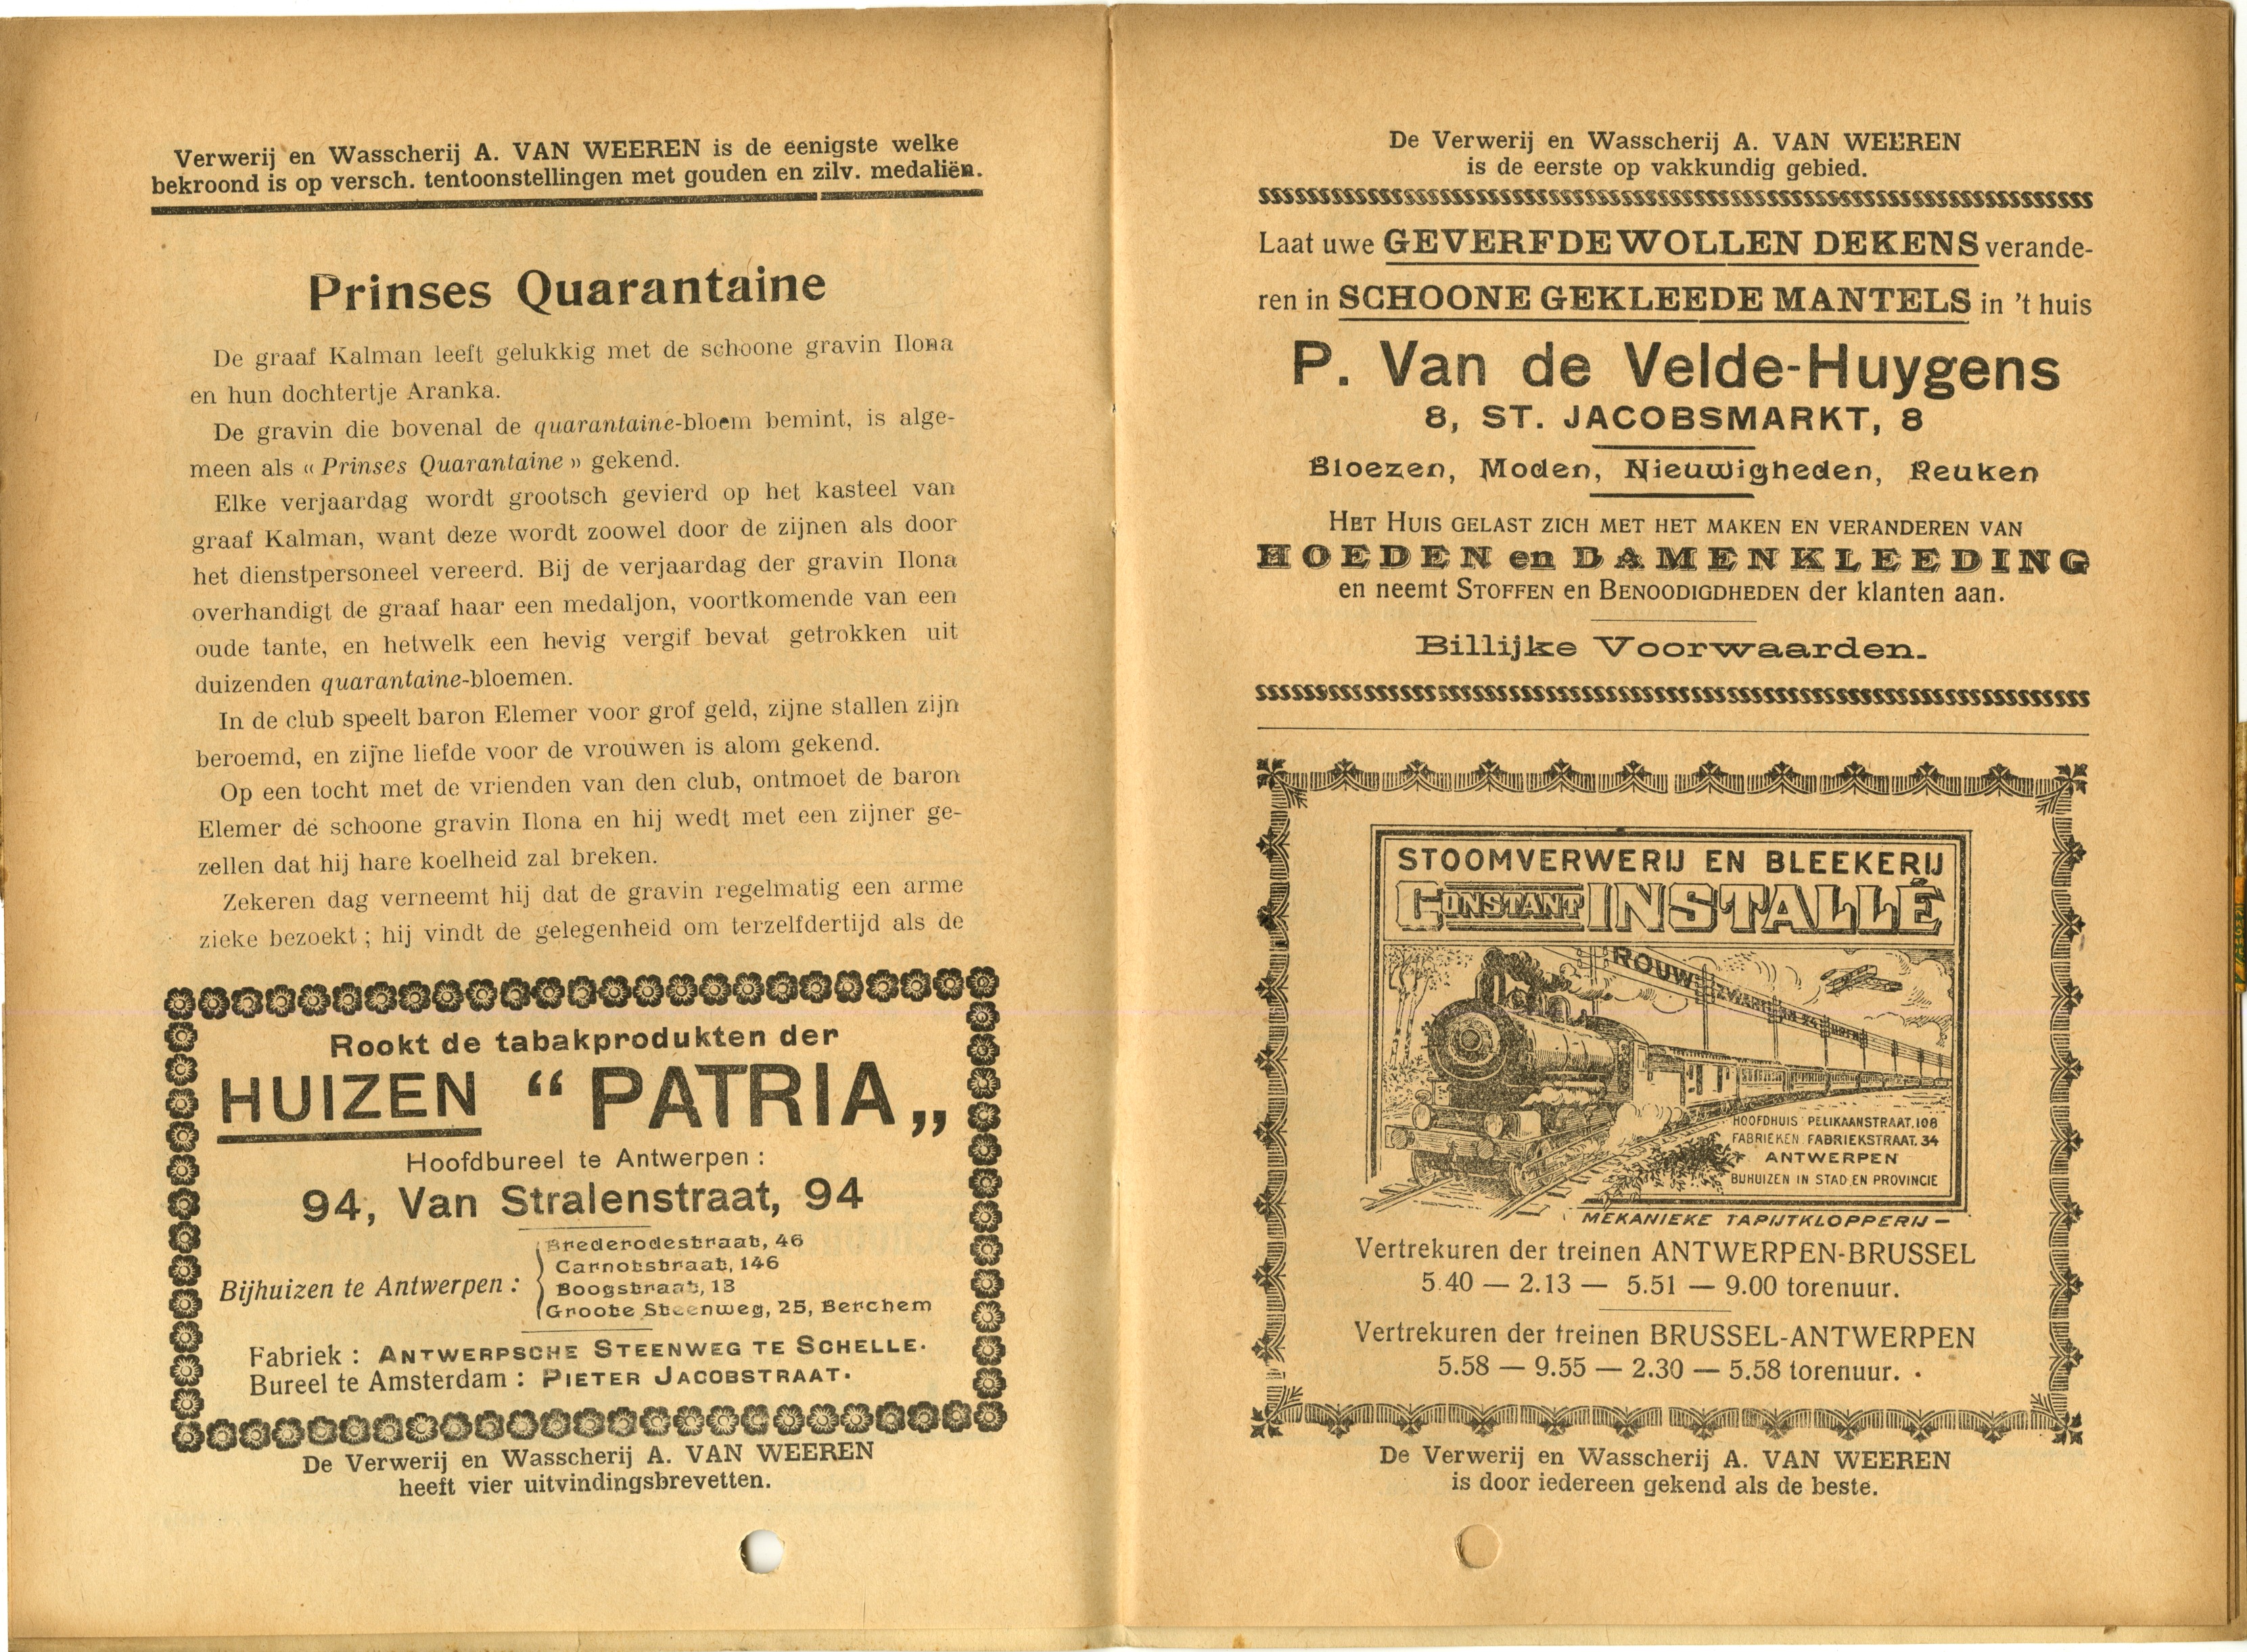 Verwerij en Wasscherij A. VAN WEEREN is de eenigste welke
bekroond is op versch. tentoonstellingen met gouden en zilv. medaliën.
Prinses Quarantaine
De graaf Kalman leeft gelukkig met de schoone gravin Ilona
en hun dochtertje Aranka.
De gravin die bovenal de quarantaine-bloem bemint, is alge-
meen als « Prinses Quarantaine » gekend.
Elke verjaardag wordt grootsch gevierd op het kasteel van
graaf Kalman, want deze wordt zoowel door de zijnen als door
het dienstpersoneel vereerd. Bij de verjaardag der gravin Ilona
overhandigt de graaf haar een medaljon, voortkomende van een
oude tante, en hetwelk een hevig vergif bevat getrokken uit
duizenden quarantaine-bloemen.
In de club speelt baron Elemer voor grof geld, zijne stallen zijn
beroemd, en zijne liefde voor de vrouwen is alom gekend.
Op een tocht met de vrienden van den club, ontmoet de baron
Elemer de schoone gravin Ilona en hij wedt met een zijner ge-
zellen dat hij hare koelheid zal breken.
Zekeren dag verneemt hij dat de gravin regelmatig een arme
zieke bezoekt ; hij vindt de gelegenheid om terzelfdertijd als de
Rookt de tabakprodukten der
HUIZEN “ PATRIA „
Hoofdbureel te Antwerpen :
94, Van Stralenstraat, 94
Bijhuizen te Antwerpen :
Brederodestraat, 46
Carnotstraat, 146
Boogstraat, 13
Groote Steenweg, 25, Berchem
Fabriek : ANTWERPSCHE STEENWEG TE SCHELLE.
Bureel te Amsterdam : PIETER JACOBSTRAAT.
De Verwerij en Wasscherij A. VAN WEEREN
heeft vier uitvindingsbrevetten.
De Verwerij en Wasscherij A. VAN WEEREN
is de eerste op vakkundig gebied.
Laat uwe GEVERFDE WOLLEN DEKENS verande-
ren in SCHOONE GEKLEEDE MANTELS in 't huis
P. Van de Velde-Huygens
8, ST. JACOBSMARKT, 8
Bloezen, Moden, Nieuwigheden, Reuken
HET HUIS GELAST ZICH MET HET MAKEN EN VERANDEREN VAN
HOEDEN en DAMENKLEEDING
en neemt STOFFEN en BENOODIGDHEDEN der klanten aan.
Billijke Voorwaarden.
STOOMVERWERIJ EN BLEEKERIJ
CONSTANT INSTALLÉ
ROUWZWART IN 24 UREN
HOOFDHUIS PELIKAANSTRAAT, 108
FABRIEKEN FABRIEKSTRAAT. 34
ANTWERPEN
BIJHUIZEN IN STAD EN PROVINCIE
MEKANIEKE TAPIJTKLOPPERIJ —
Vertrekuren der treinen ANTWERPEN-BRUSSEL
5.40 — 2.13 — 5.51 — 9.00 torenuur.
Vertrekuren der treinen BRUSSEL-ANTWERPEN
5.58 — 9.55 — 2.30 — 5.58 torenuur.
De Verwerij en Wasscherij A. VAN WEEREN
is door iedereen gekend als de beste.